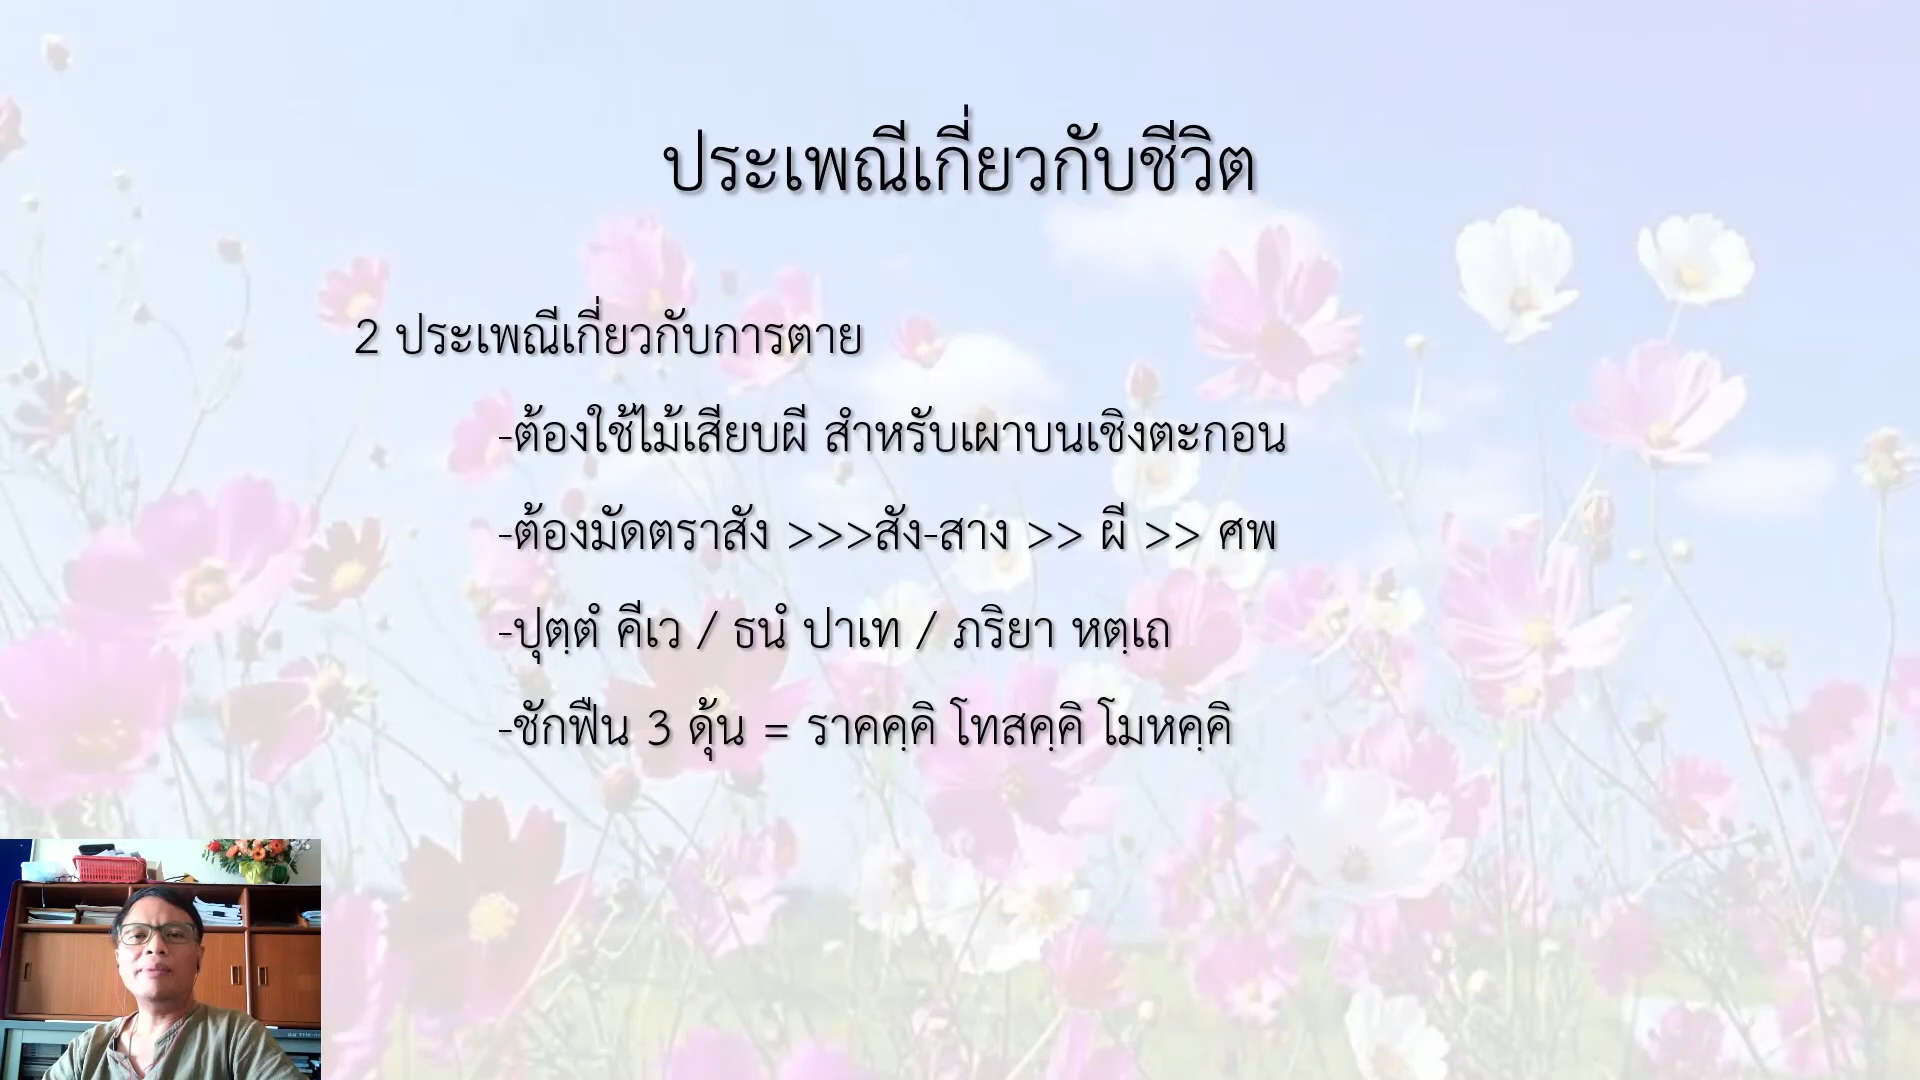 ประเพณีเกี่ยวกับชีวิต
2 ประเพณีเกี่ยวกับการตาย
-ต้องใช้ไม้เสียบผี สำหรับเผาบนเชิงตะกอน
-ต้องมัดตราสัง >>>สัง-สาง >> ผี >> ศพ
-ปุตฺตํ คีเว / ธนํ ปาเท / ภริยา หตฺเถ
-ชักฟืน 3 ดุ้น = ราคคฺคิ โทสคฺคิ โมหคฺคิ